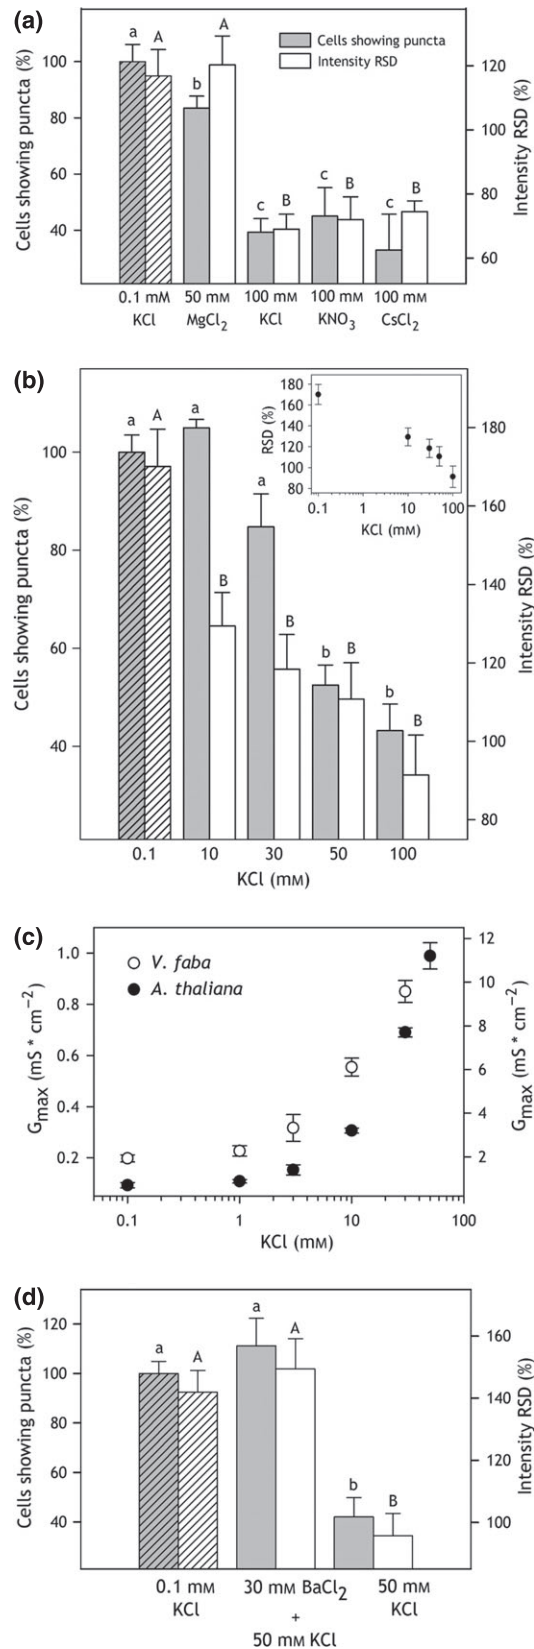 (a)
a A
b A
c B
c B
c B
Cells showing puncta
Intensity RSD
Cells showing puncta (%)
100
80
60
40
Intensity RSD (%)
120
100
80
60
0.1 mM 50 mM 100 mM 100 mM 100 mM
KCl MgCl2 KCl KNO3 CsCl2
(b)
a A
a B
a B
b B
b B
Cells showing puncta (%)
100
80
60
40
Intensity RSD (%)
180
160
140
120
100
80
RSD (%)
180
160
140
120
100
80
0.1 1 10 100
KCl (mM)
0.1 10 30 50 100
KCl (mM)
(c)
V. faba
A. thaliana
Gmax (mS * cm−2)
1.0
0.8
0.6
0.4
0.2
Gmax (mS * cm−2)
12
10
8
6
4
2
0.1 1 10 100
KCl (mM)
(d)
a A
a A
b B
Cells showing puncta (%)
120
100
80
60
40
Intensity RSD (%)
160
140
120
100
0.1 mM 30 mM BaCl2 50 mM
KCl + KCl
50 mM KCl